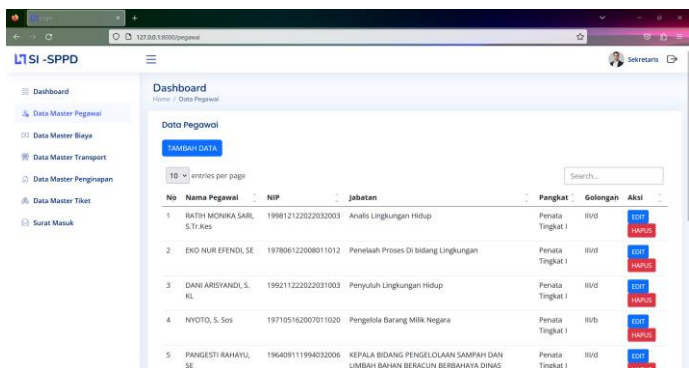 127.0.0.1:8000/pegawai
SI -SPPD
Sekretaris
Dashboard
Data Master Pegawai
Data Master Biaya
Data Master Transport
Data Master Penginapan
Data Master Tiket
Surat Masuk
Dashboard
Home / Data Pegawai
Data Pegawai
TAMBAH DATA
10 entries per page
Search...
No Nama Pegawai NIP Jabatan Pangkat Golongan Aksi
1 RATIH MONIKA SARI, 199812122022032003 Analis Lingkungan Hidup Penata III/d EDIT
S.Tr.Kes Tingkat I HAPUS
2 EKO NUR EFENDI, SE 197806122008011012 Penelaah Proses Di bidang Lingkungan Penata III/d EDIT
Tingkat I HAPUS
3 DANI ARISYANDI, S. 199211222022031003 Penyuluh Lingkungan Hidup Penata III/d EDIT
KL Tingkat I HAPUS
4 NYOTO, S. Sos 197105162007011020 Pengelola Barang Milik Negara Penata III/b EDIT
Tingkat I HAPUS
5 PANGESTI RAHAYU, 196409111994032006 KEPALA BIDANG PENGELOLAAN SAMPAH DAN Penata III/d EDIT
SE LIMBAH BAHAN BERACUN BERBAHAYA DINAS Tingkat I